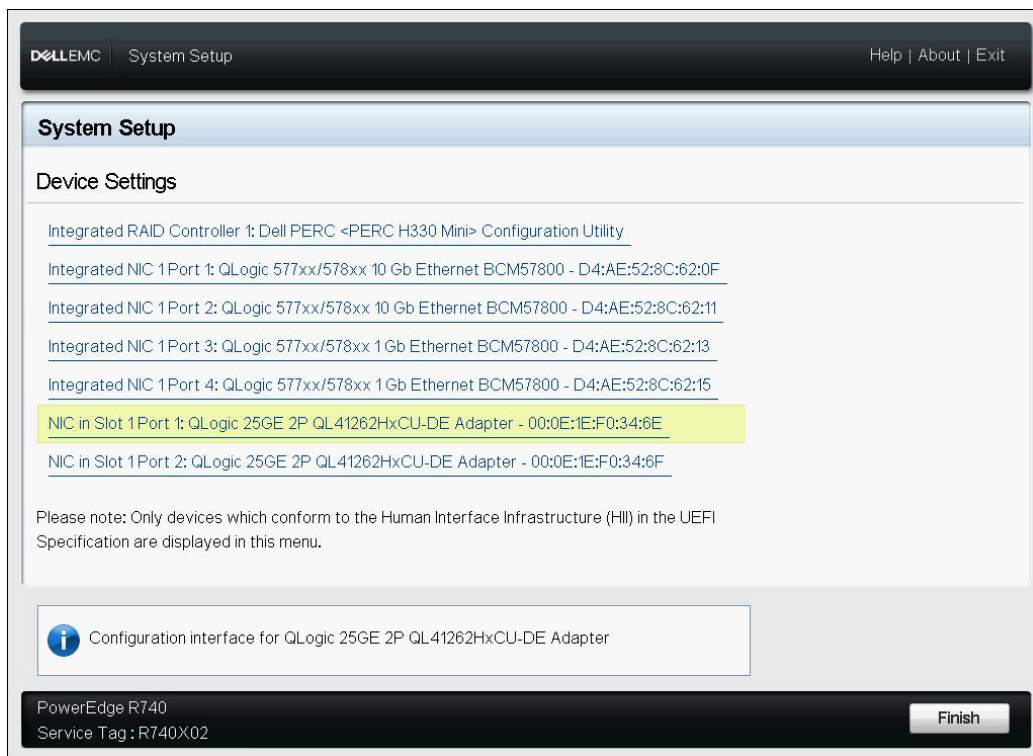 DELLEMC System Setup Help | About | Exit
System Setup
Device Settings
Integrated RAID Controller 1: Dell PERC <PERC H330 Mini> Configuration Utility
Integrated NIC 1 Port 1: QLogic 577xx/578xx 10 Gb Ethernet BCM57800 - D4:AE:52:8C:62:0F
Integrated NIC 1 Port 2: QLogic 577xx/578xx 10 Gb Ethernet BCM57800 - D4:AE:52:8C:62:11
Integrated NIC 1 Port 3: QLogic 577xx/578xx 1 Gb Ethernet BCM57800 - D4:AE:52:8C:62:13
Integrated NIC 1 Port 4: QLogic 577xx/578xx 1 Gb Ethernet BCM57800 - D4:AE:52:8C:62:15
NIC in Slot 1 Port 1: QLogic 25GE 2P QL41262HxCU-DE Adapter - 00:0E:1E:F0:34:6E
NIC in Slot 1 Port 2: QLogic 25GE 2P QL41262HxCU-DE Adapter - 00:0E:1E:F0:34:6F
Please note: Only devices which conform to the Human Interface Infrastructure (HII) in the UEFI
Specification are displayed in this menu.
Configuration interface for QLogic 25GE 2P QL41262HxCU-DE Adapter
PowerEdge R740
Service Tag : R740X02
Finish